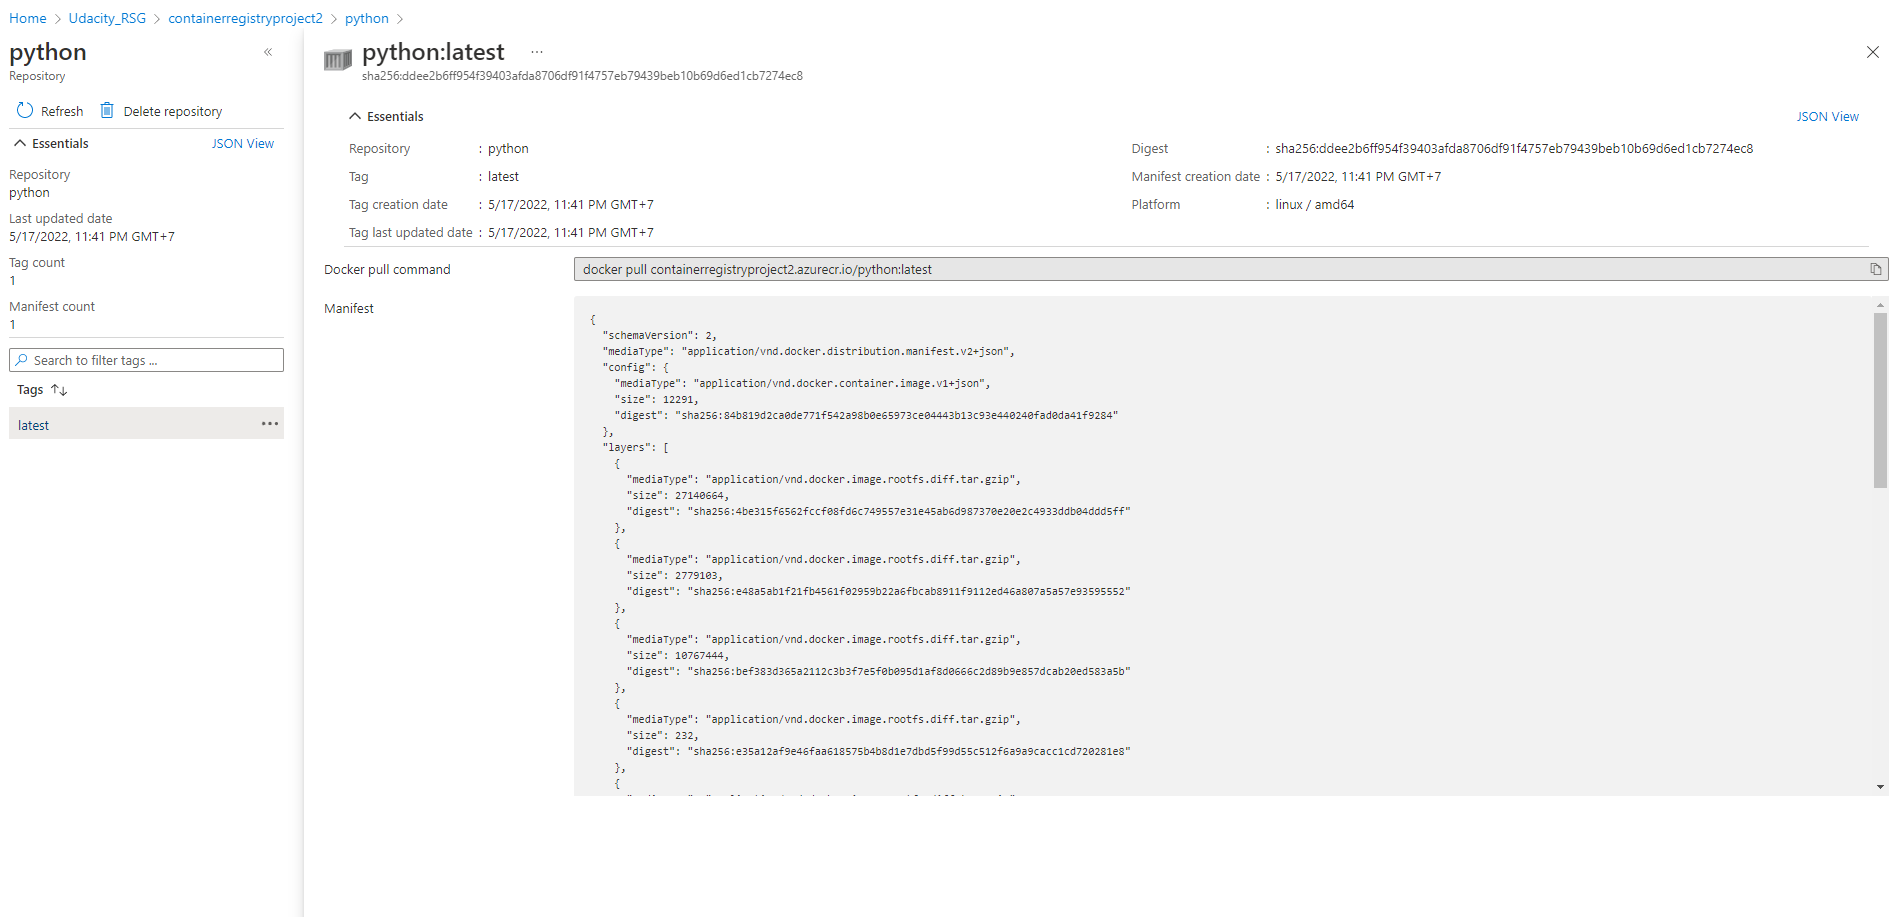 Home > Udacity_RSG > containerregistryproject2 > python >
python
Repository
Refresh Delete repository
Essentials JSON View
Repository
python
Last updated date
5/17/2022, 11:41 PM GMT+7
Tag count
1
Manifest count
1
Search to filter tags ...
Tags
latest
python:latest
sha256:ddee2b6ff954f39403afda8706df91f4757eb79439beb10b69d6ed1cb7274ec8
Essentials JSON View
Repository : python
Tag : latest
Tag creation date : 5/17/2022, 11:41 PM GMT+7
Tag last updated date : 5/17/2022, 11:41 PM GMT+7
Digest : sha256:ddee2b6ff954f39403afda8706df91f4757eb79439beb10b69d6ed1cb7274ec8
Manifest creation date : 5/17/2022, 11:41 PM GMT+7
Platform : linux / amd64
Docker pull command docker pull containerregistryproject2.azurecr.io/python:latest
Manifest
{
"schemaVersion": 2,
"mediaType": "application/vnd.docker.distribution.manifest.v2+json",
"config": {
"mediaType": "application/vnd.docker.container.image.v1+json",
"size": 12291,
"digest": "sha256:84b819d2ca0de771f542a98b0e65973ce04443b13c93e440240fad0da41f9284"
},
"layers": [
{
"mediaType": "application/vnd.docker.image.rootfs.diff.tar.gzip",
"size": 27140664,
"digest": "sha256:4be315f6562fccf08fd6c749557e31e45ab6d987370e20e2c4933ddb04ddd5ff"
},
{
"mediaType": "application/vnd.docker.image.rootfs.diff.tar.gzip",
"size": 2779103,
"digest": "sha256:e48a5ab1f21fb4561f02959b22a6fbcab8911f9112ed46a807a5a57e93595552"
},
{
"mediaType": "application/vnd.docker.image.rootfs.diff.tar.gzip",
"size": 10767444,
"digest": "sha256:bef383d365a2112c3b3f7e5f0b095d1af8d0666c2d89b9e857dcab20ed583a5b"
},
{
"mediaType": "application/vnd.docker.image.rootfs.diff.tar.gzip",
"size": 232,
"digest": "sha256:e35a12af9e46faa618575b4b8d1e7dbd5f99d55c512f6a9a9cacc1cd720281e8"
},
{